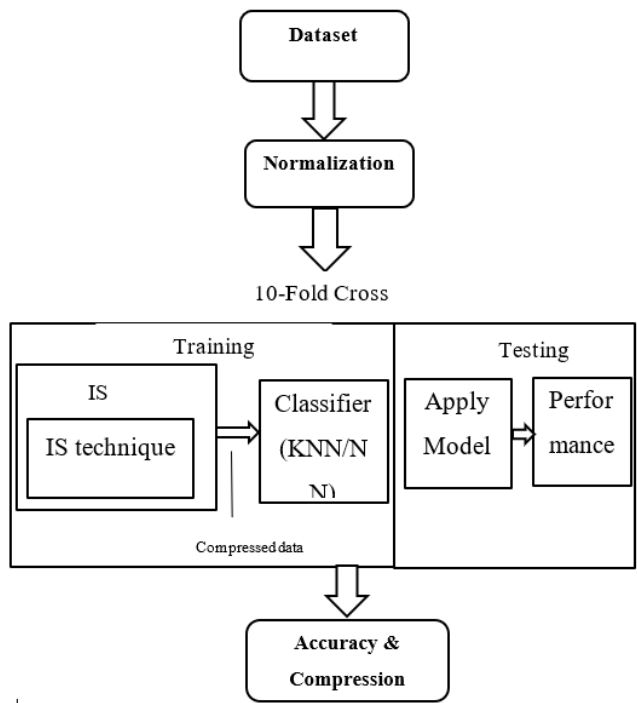 Dataset
Normalization
10-Fold Cross
Training
IS
IS technique
Classifier
(KNN/N
N)
Compressed data
Testing
Apply
Model
Perfor
mance
Accuracy &
Compression